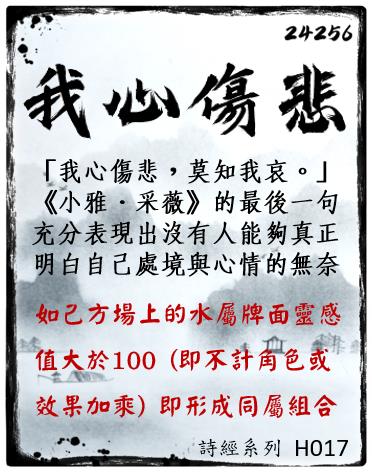 24256
我心傷悲
「我心傷悲，莫知我哀。」
《小雅·采薇》的最後一句
充分表現出沒有人能夠真正
明白自己處境與心情的無奈
如己方場上的水屬牌面靈感
值大於100 (即不計角色或
效果加乘) 即形成同屬組合
詩經系列 H017